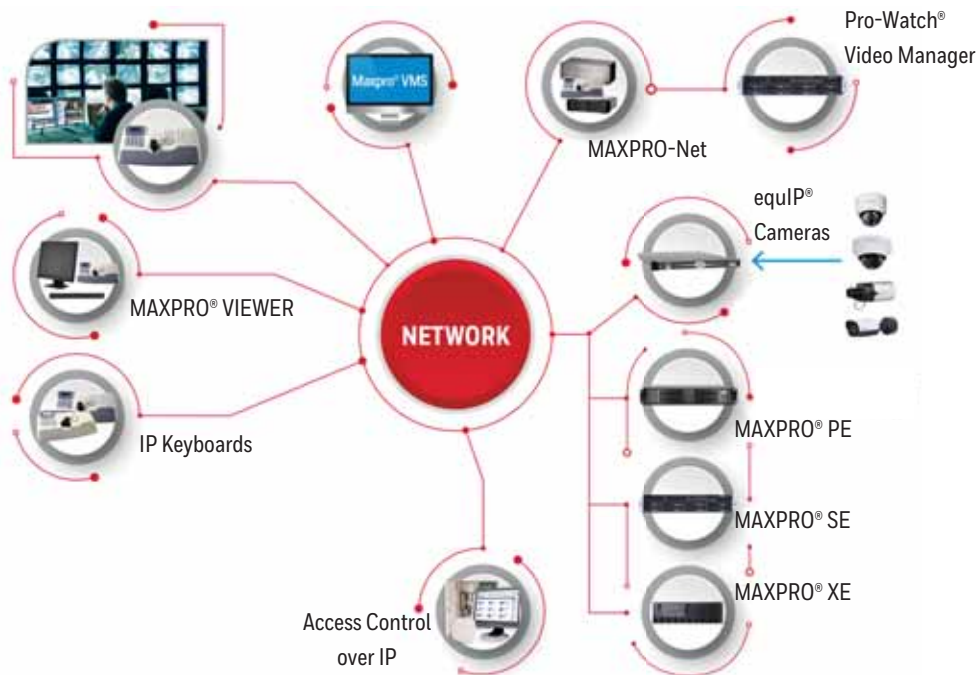 Pro-Watch®
Video Manager
Maxpro® VMS
MAXPRO-Net
equIP®
Cameras
MAXPRO® VIEWER
NETWORK
MAXPRO® PE
IP Keyboards
MAXPRO® SE
MAXPRO® XE
Access Control
over IP